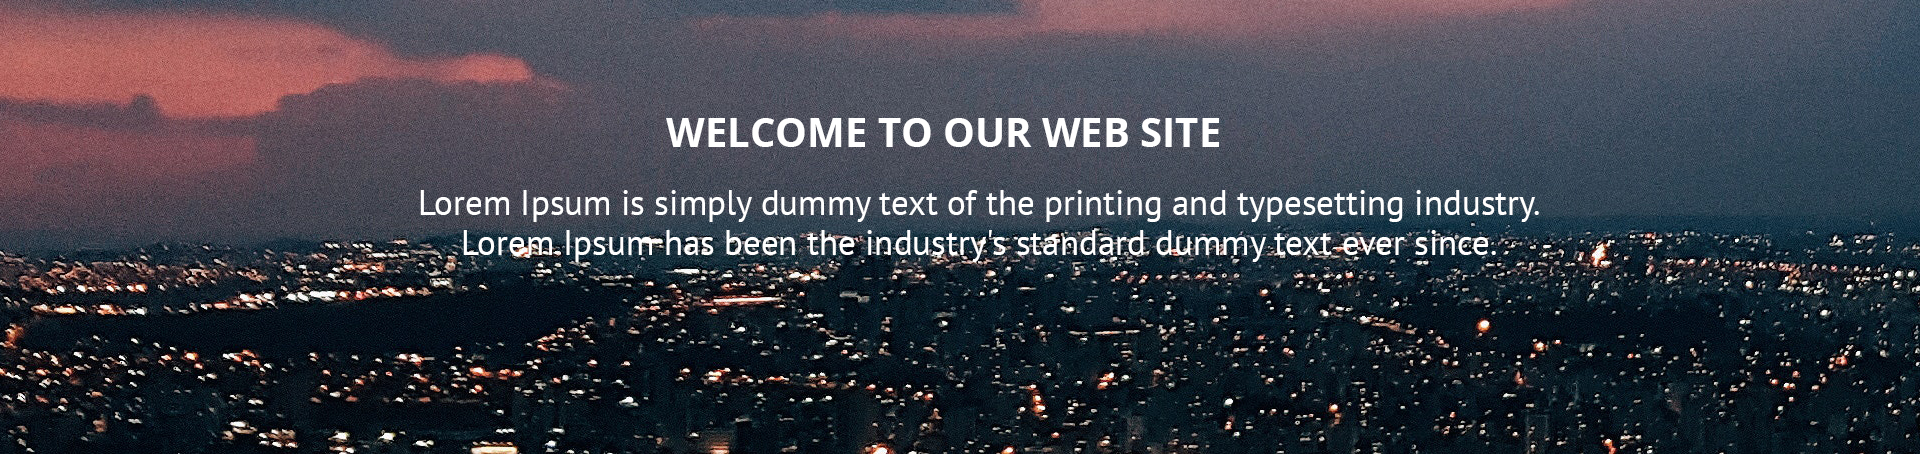 WELCOME TO OUR WEB SITE
Lorem Ipsum is simply dummy text of the printing and typesetting industry.
Lorem Ipsum has been the industry's standard dummy text ever since.